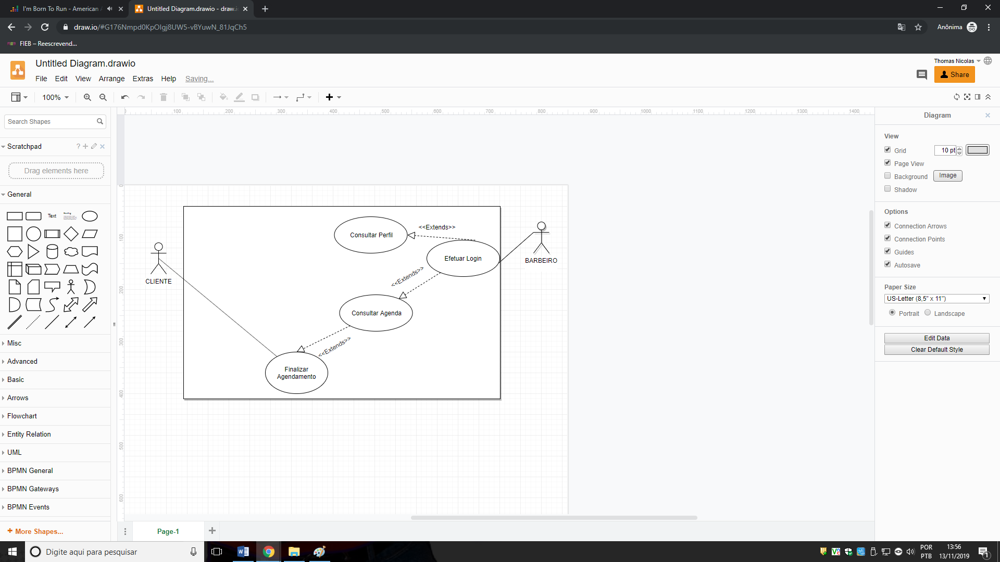 I'm Born To Run - American A
Untitled Diagram.drawio - draw.i
draw.io/#G176Nmpd0KpOIgj8UW5-vBYuwN_81JqCh5
Anônima
FIEB – Reescrevend...
Untitled Diagram.drawio
Thomas Nicolas
File Edit View Arrange Extras Help Saving...
Share
100%
Search Shapes
100 200 300 400 500 600 700 800 900 1000 1100 1200 1300 1400
Diagram
View
Scratchpad
?
Grid
10 pt
Drag elements here
Page View
Background
Image
Shadow
General
Text
Heading
Options
Connection Arrows
Connection Points
Guides
Autosave
Paper Size
US-Letter (8,5" x 11")
Portrait
Landscape
Edit Data
Clear Default Style
0
100
200
300
400
500
600
Consultar Perfil
<<Extends>>
Efetuar Login
BARBEIRO
CLIENTE
<<Extends>>
Consultar Agenda
<<Extends>>
Finalizar
Agendamento
Misc
Advanced
Basic
Arrows
Flowchart
Entity Relation
UML
BPMN General
BPMN Gateways
BPMN Events
+ More Shapes...
Page-1
Digite aqui para pesquisar
POR
PTB
13:56
13/11/2019
1